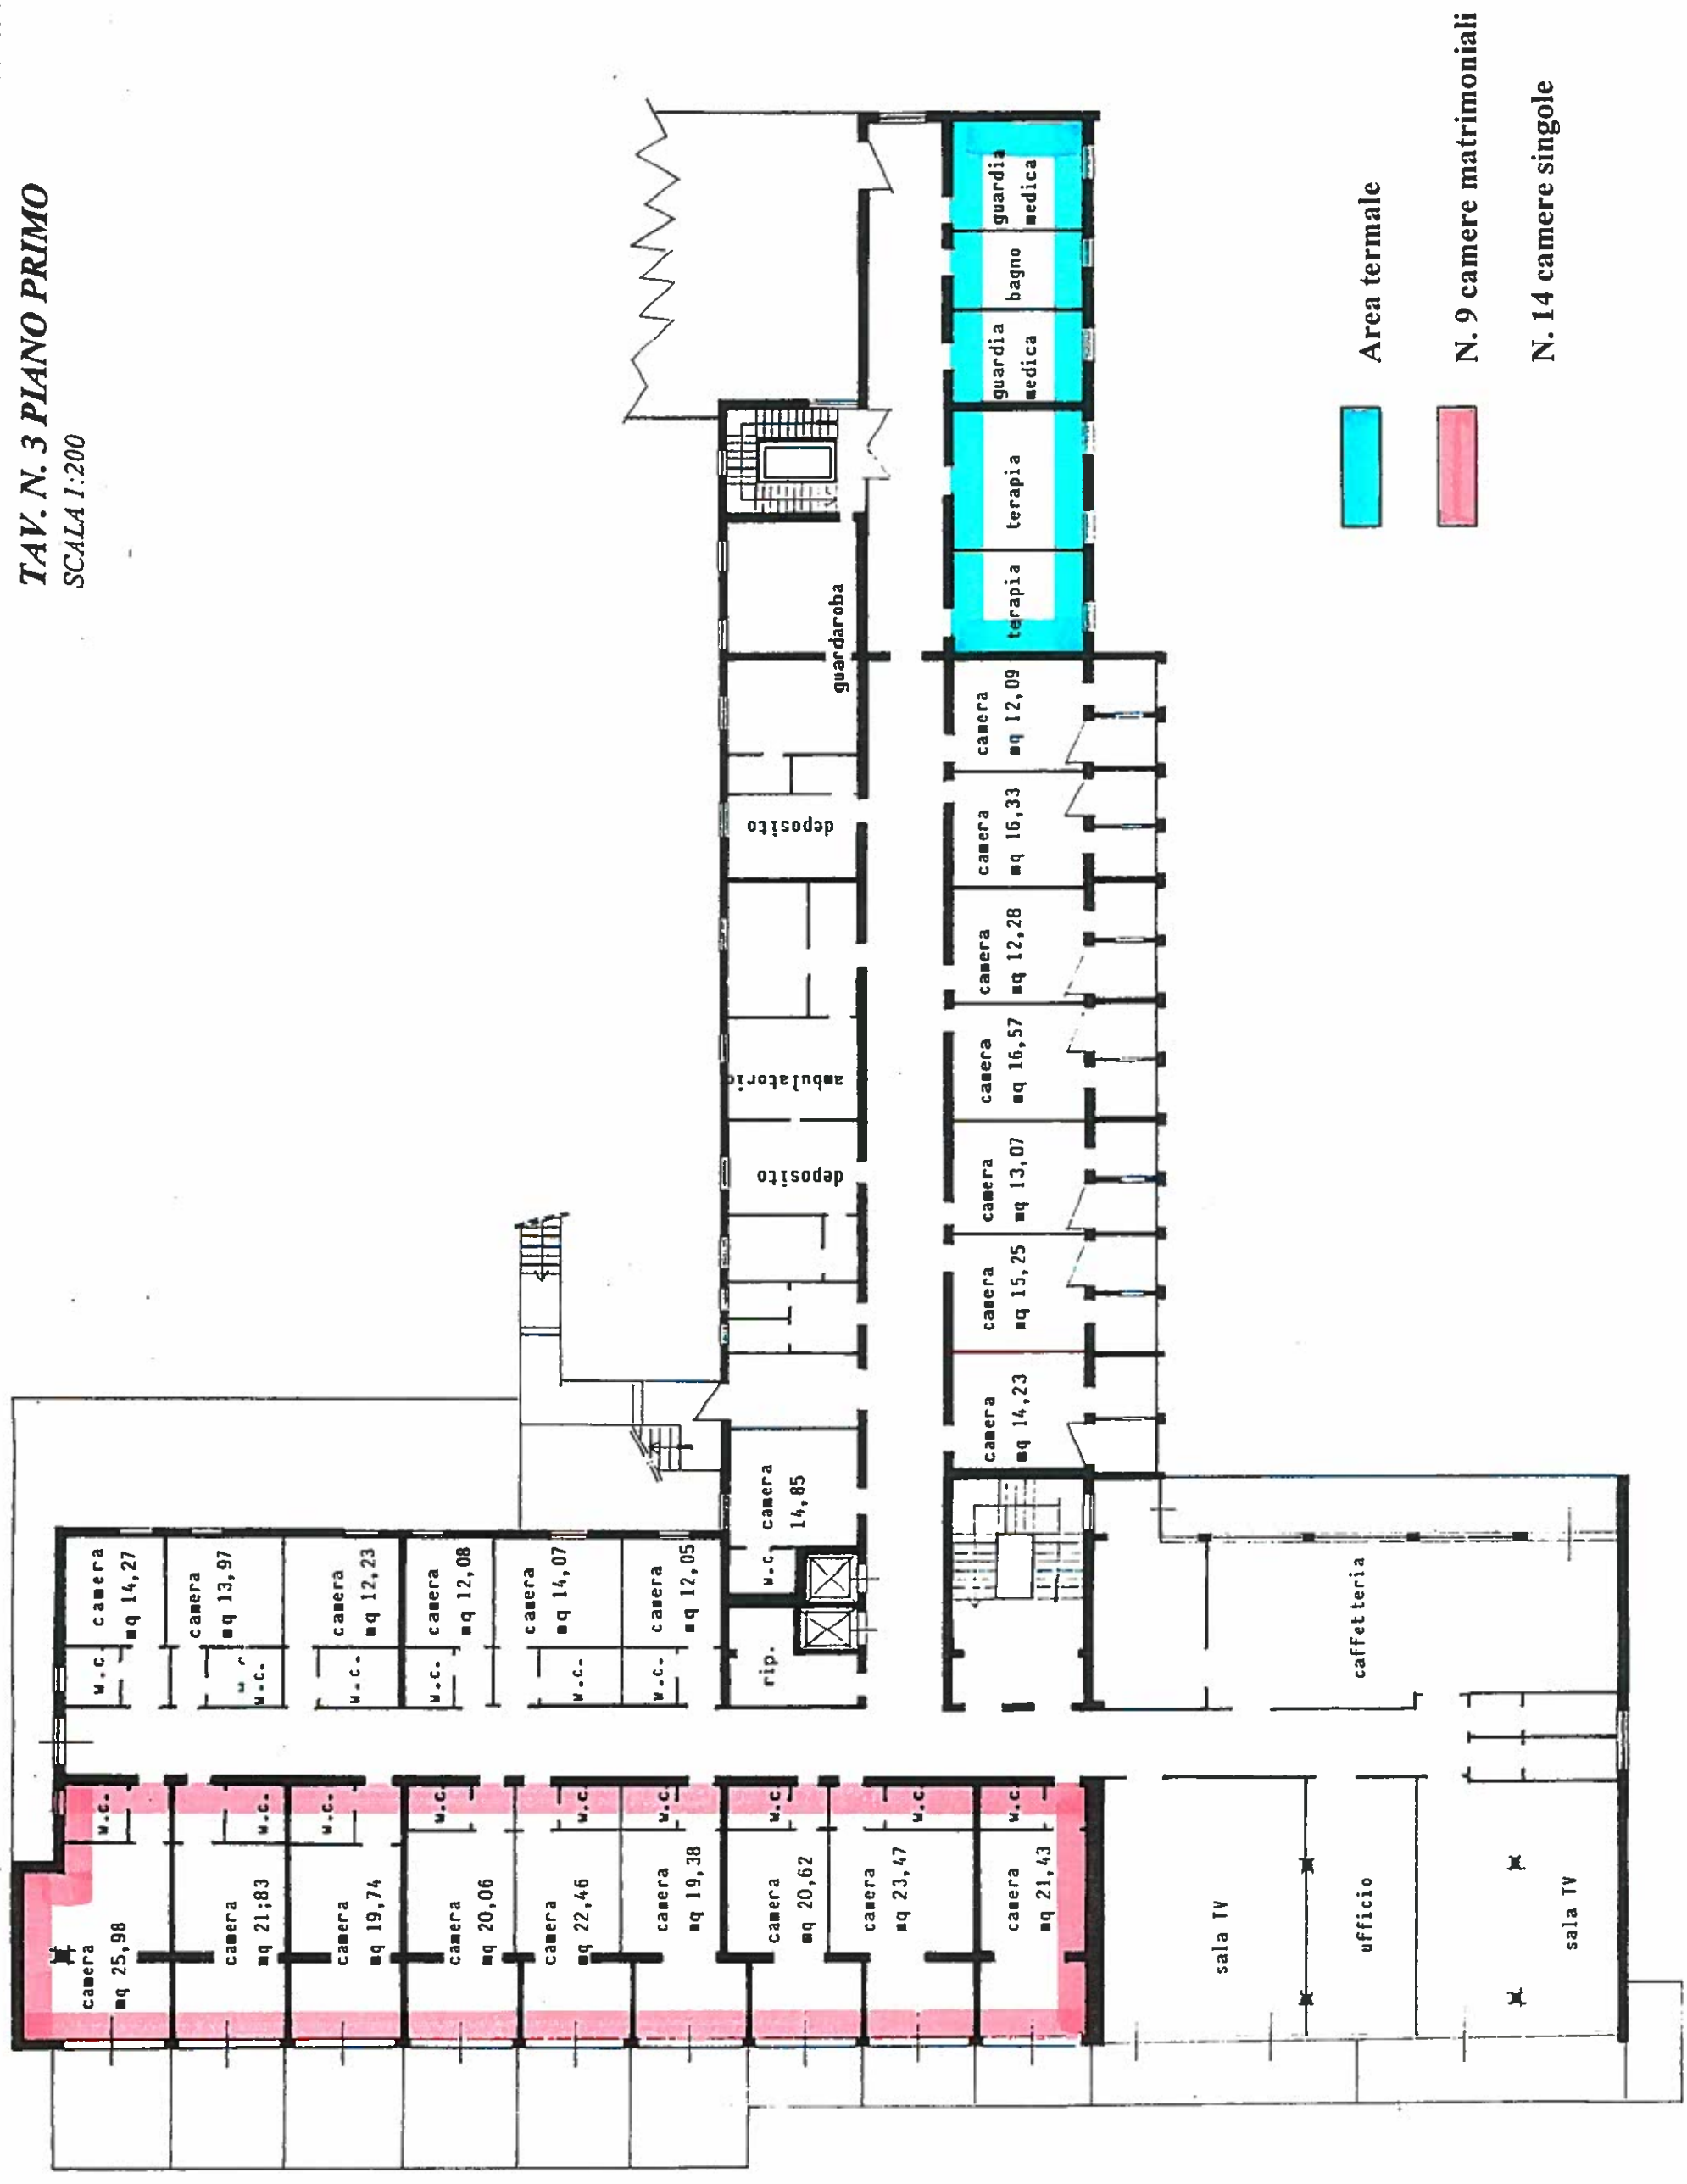 TAV. N. 3 PIANO PRIMO
SCALA 1:200
guardia
medica
bagno
guardia
medica
terapia
terapia
guardaroba
deposito
ambulatorio
deposito
camera
mq 12,09
camera
mq 16,33
camera
mq 12,28
camera
mq 16,57
camera
mq 13,07
camera
mq 15,25
camera
mq 14,23
camera
14,85
w.c.
rip.
camera
mq 14,27
w.c.
camera
mq 13,97
w.c.
camera
mq 12,23
w.c.
camera
mq 12,08
w.c.
camera
mq 14,07
w.c.
camera
mq 12,05
w.c.
w.c.
camera
mq 25,98
w.c.
camera
mq 21;83
w.c.
camera
mq 19,74
w.c.
camera
mq 20,06
w.c.
camera
mq 22,46
w.c.
camera
mq 19,38
w.c.
camera
mq 20,62
w.c.
camera
mq 23,47
w.c.
camera
mq 21,43
caffetteria
sala TV
ufficio
sala TV
Area termale
N. 9 camere matrimoniali
N. 14 camere singole